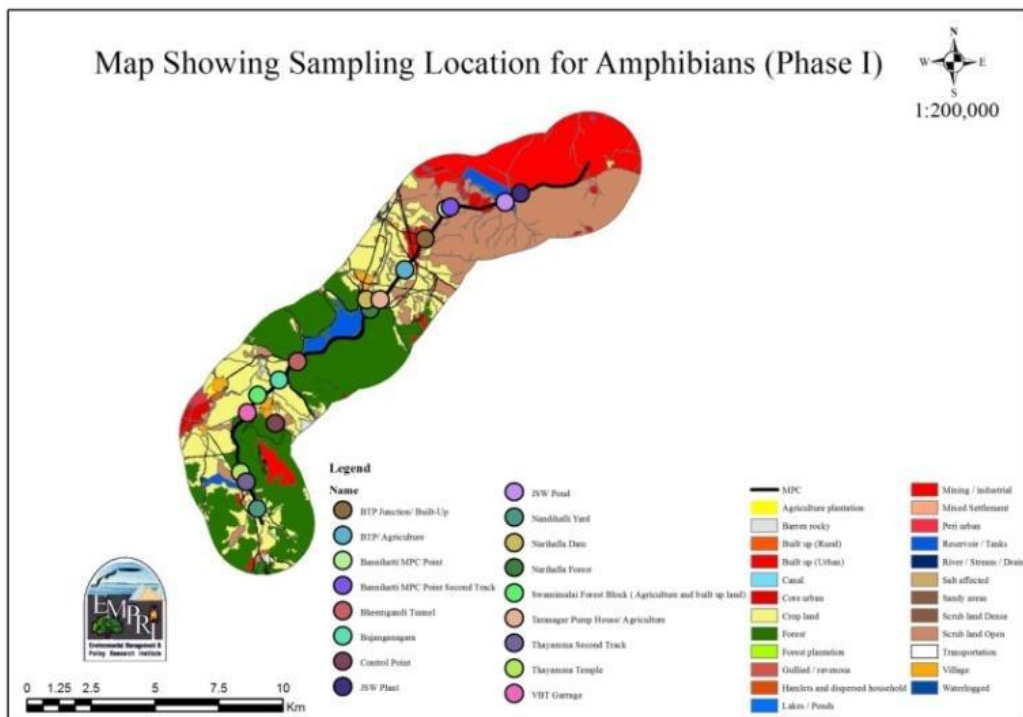 Map Showing Sampling Location for Amphibians (Phase I)
N
W E
S
1:200,000
Legend
Name
BTP Junction/ Built-Up
BTP/ Agriculture
Bannihatti MPC Point
Bannihatti MPC Point Second Track
Bheemgandi Tunnel
Bujanganagara
Control Point
JSW Plant
JSW Pond
Nandihalli Yard
Narihalla Dam
Narihalla Forest
Swamimalai Forest Block ( Agriculture and built up land)
Taranagar Pump House/ Agriculture
Thayamma Second Track
Thayamma Temple
VBT Garrage
MPC
Agriculture plantation
Barren rocky
Built up (Rural)
Built up (Urban)
Canal
Core urban
Crop land
Forest
Forest plantation
Gullied / ravenous
Hamlets and dispersed household
Lakes / Ponds
Mining / industrial
Mixed Settlement
Peri urban
Reservoir / Tanks
River / Stream / Drain
Salt affected
Sandy areas
Scrub land Dense
Scrub land Open
Transportation
Village
Waterlogged
EMPRI
Environmental Management &
Policy Research Institute
0 1.25 2.5 5 7.5 10
Km